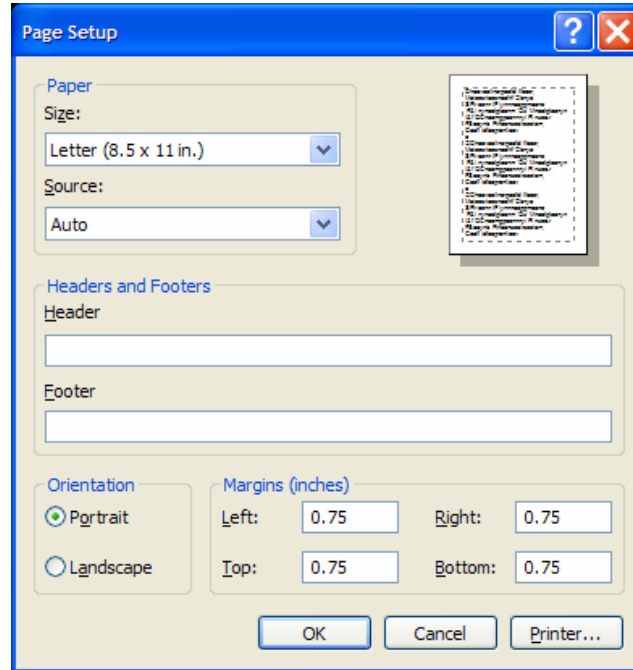 Page Setup
Paper
Size:
Letter (8.5 x 11 in.)
Source:
Auto
Headers and Footers
Header
Footer
Orientation
Portrait
Landscape
Margins (inches)
Left: 0.75 Right: 0.75
Top: 0.75 Bottom: 0.75
OK Cancel Printer...